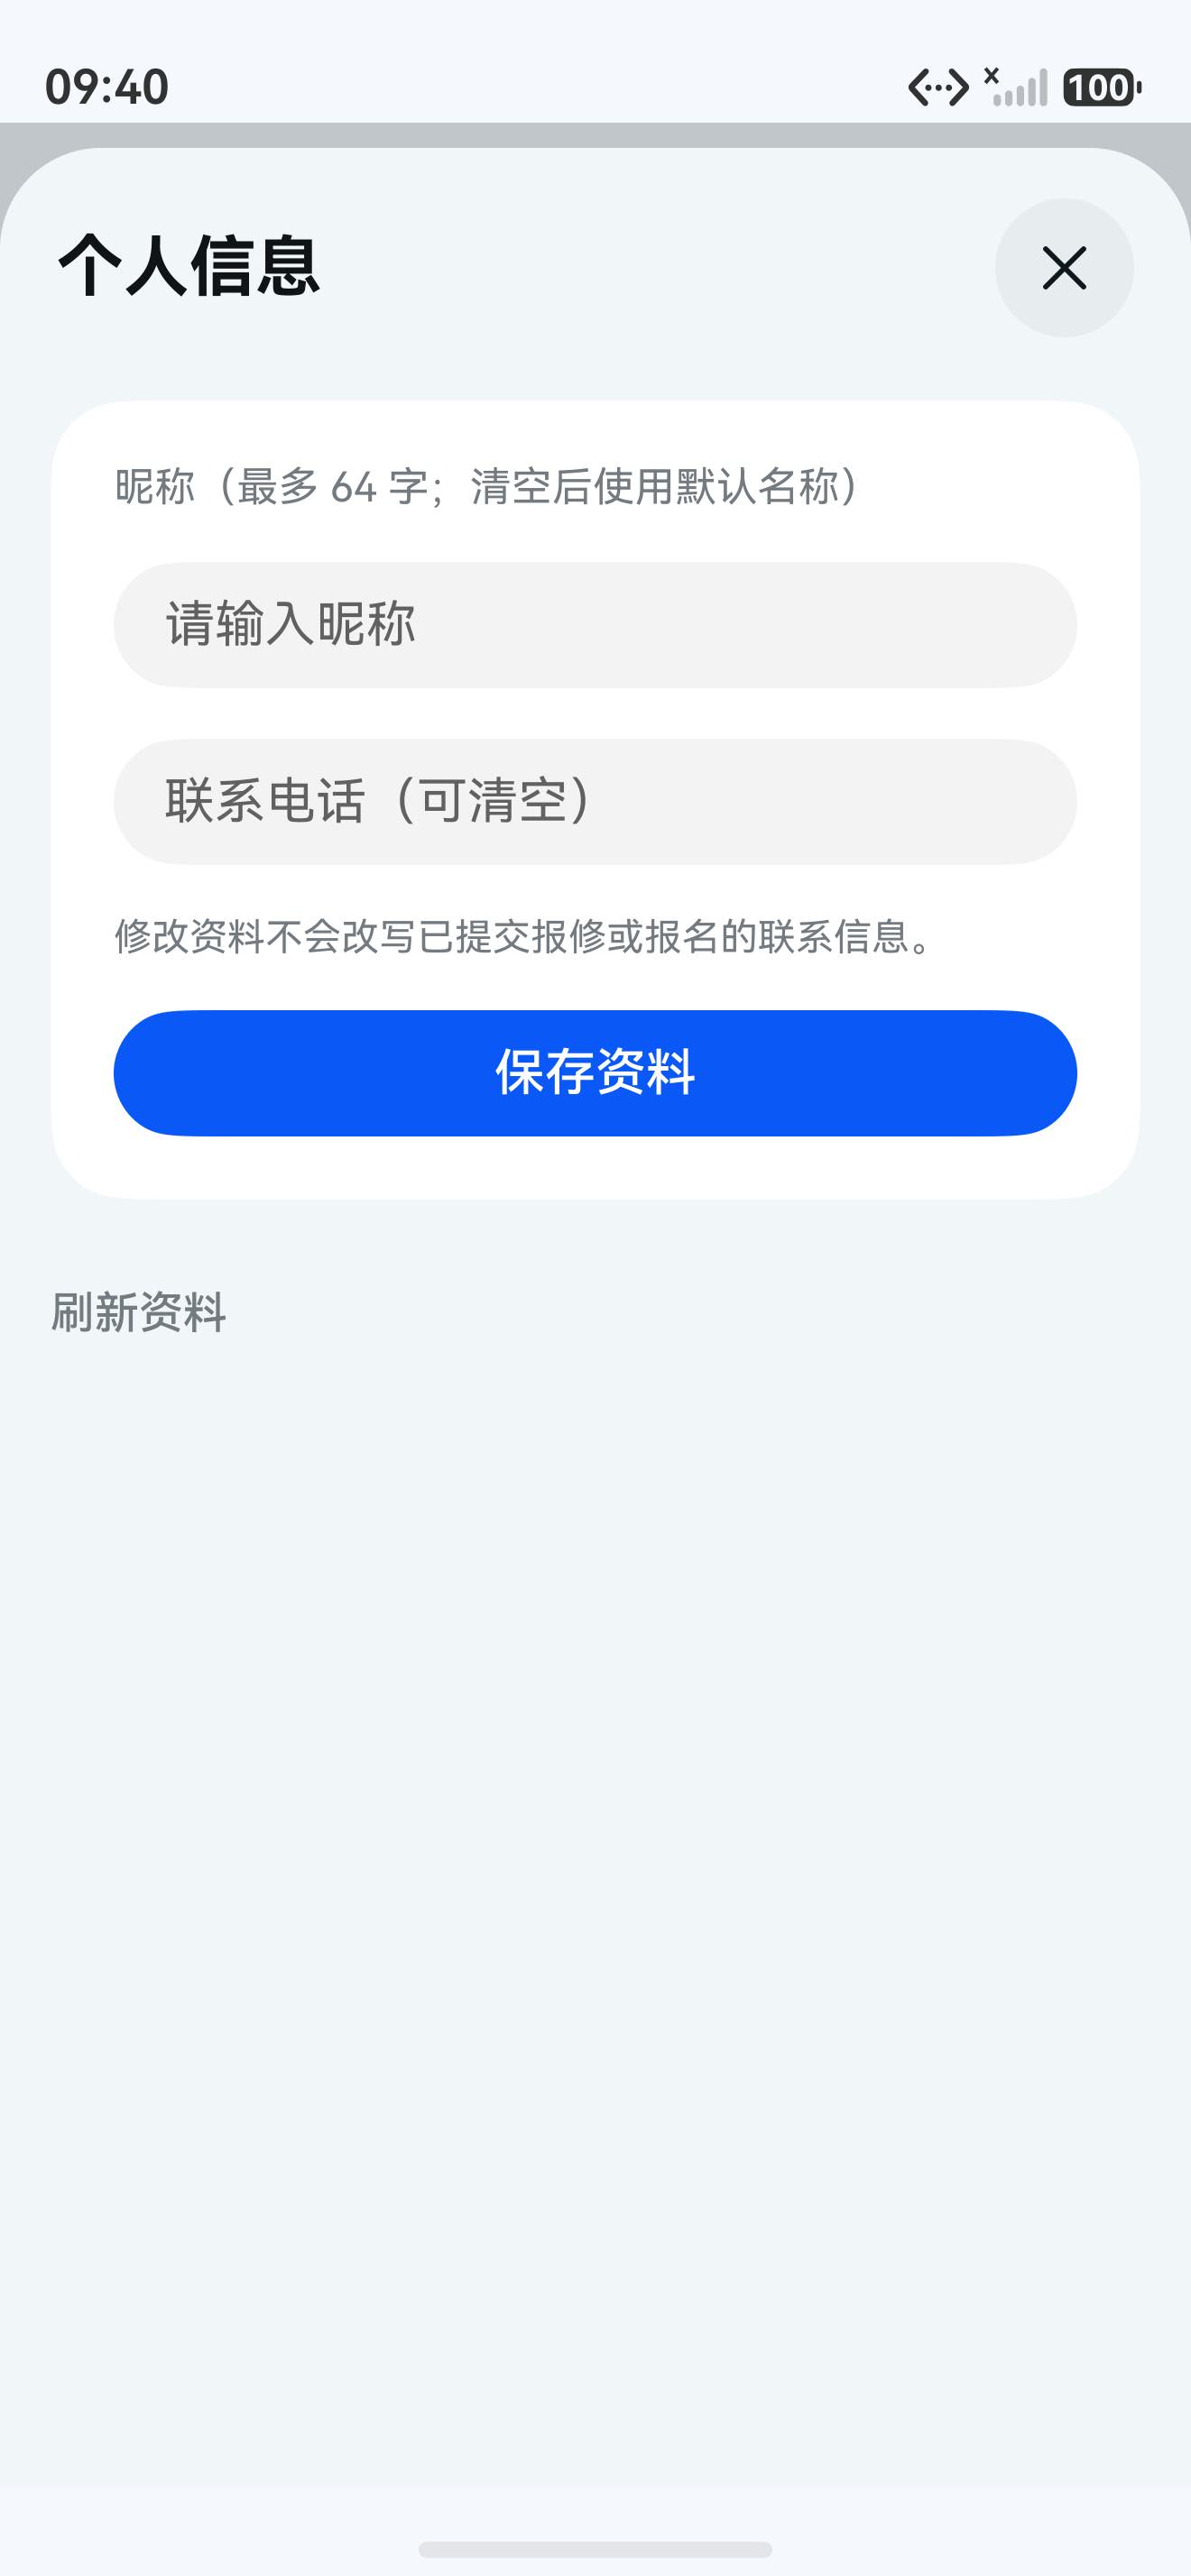 09:40
100
个人信息
昵称（最多 64 字；清空后使用默认名称）
请输入昵称
联系电话（可清空）
修改资料不会改写已提交报修或报名的联系信息。
保存资料
刷新资料